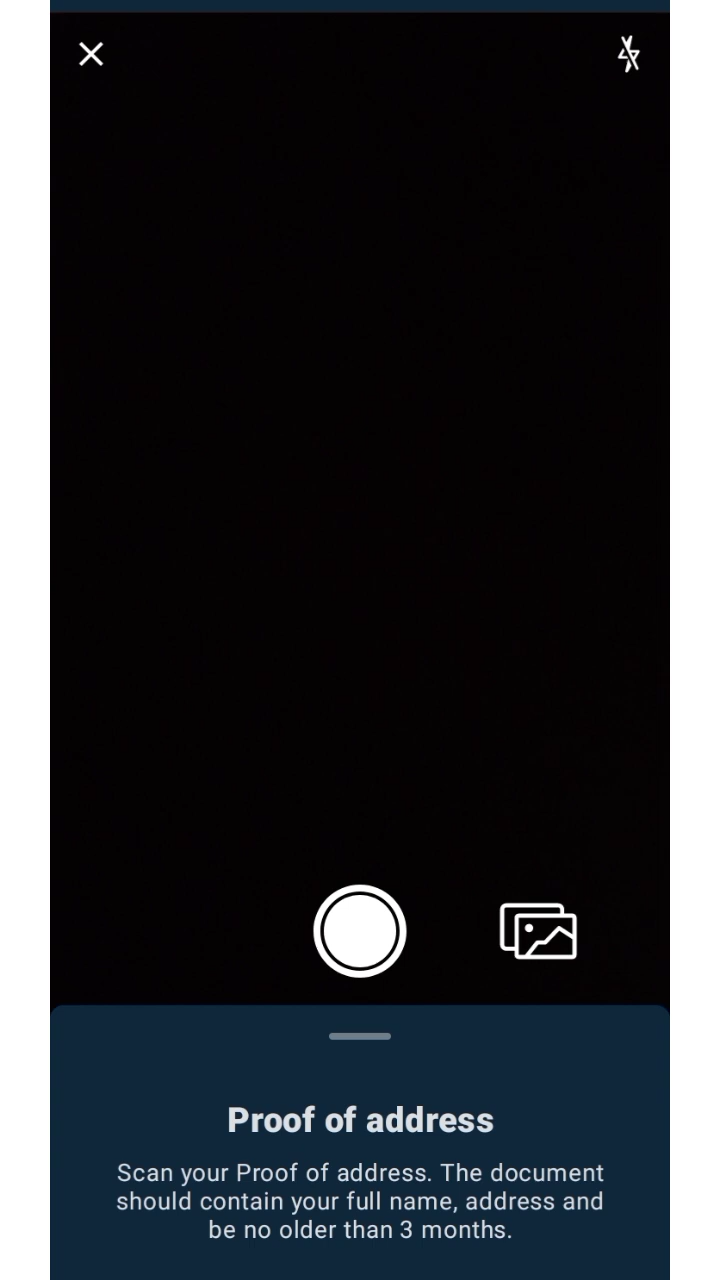 Proof of address
Scan your Proof of address. The document
should contain your full name, address and
be no older than 3 months.